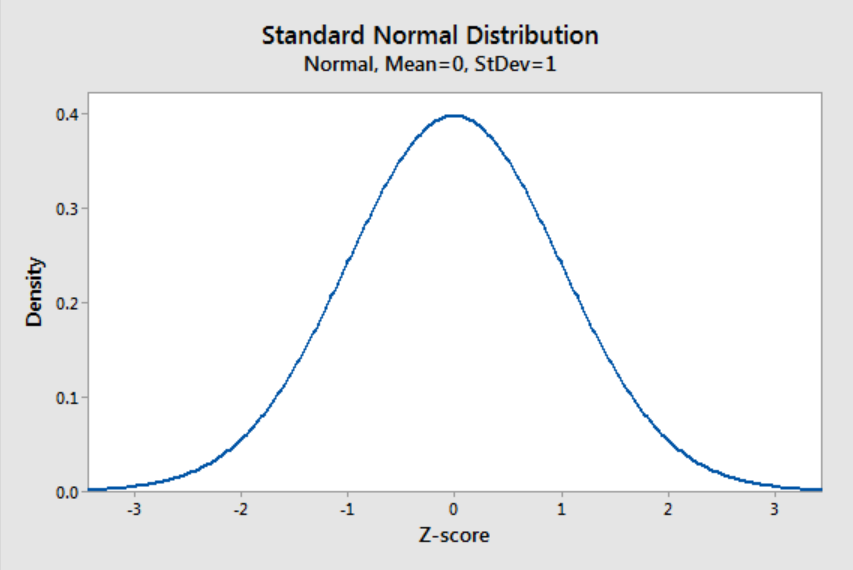 Standard Normal Distribution
Normal, Mean=0, StDev=1
0.4
0.3
0.2
0.1
0.0
Density
-3 -2 -1 0 1 2 3
Z-score